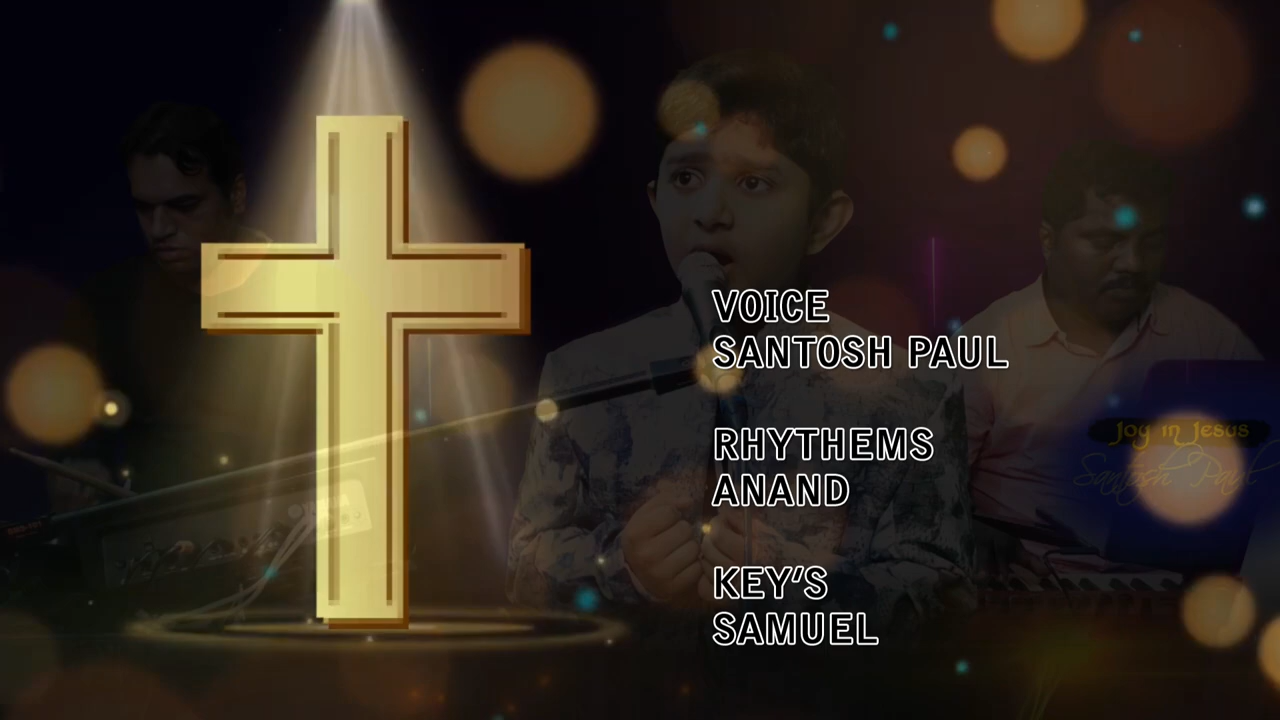 VOICE
SANTOSH PAUL
RHYTHEMS
ANAND
KEY'S
SAMUEL
Joy in Jesus
Santosh Paul